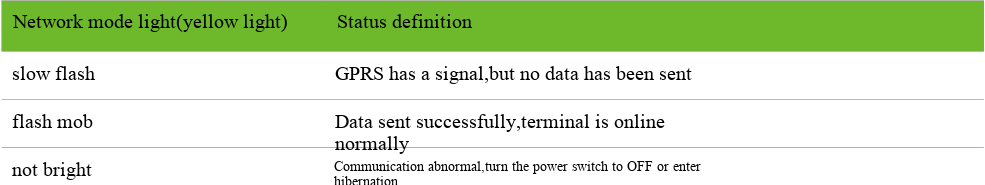 Network mode light(yellow light) Status definition
slow flash GPRS has a signal,but no data has been sent
flash mob Data sent successfully,terminal is online
normally
not bright Communication abnormal,turn the power switch to OFF or enter
hibernation